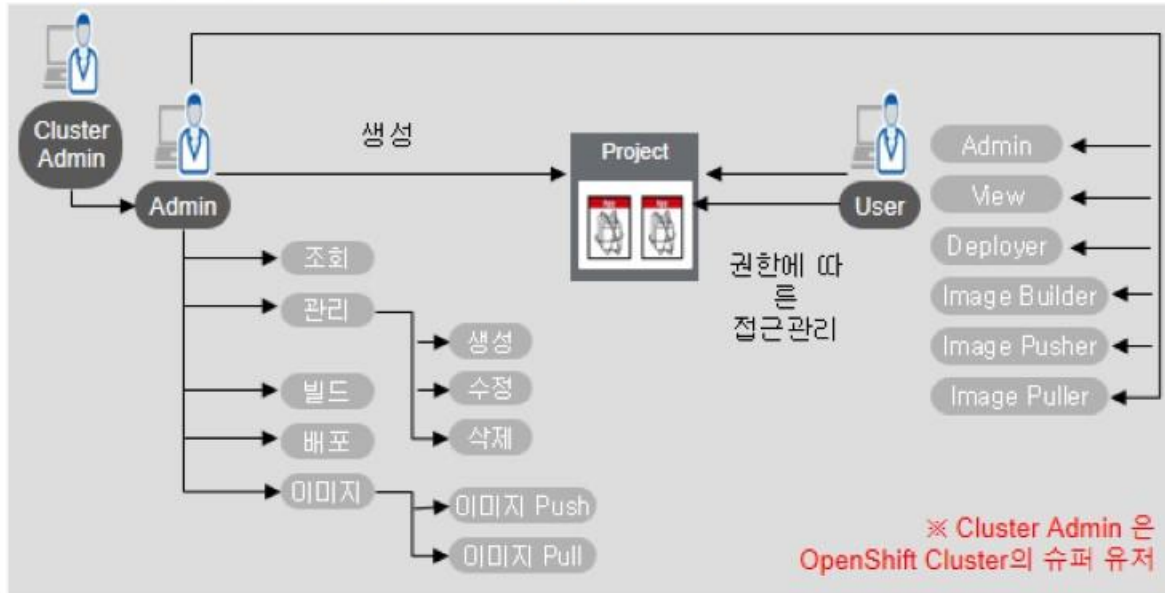 Cluster
Admin
Admin
생성
Project
App
App
User
권한에 따
른
접근관리
Admin
View
Deployer
Image Builder
Image Pusher
Image Puller
조회
관리
생성
수정
삭제
빌드
배포
이미지
이미지 Push
이미지 Pull
※ Cluster Admin 은
OpenShift Cluster의 슈퍼 유저